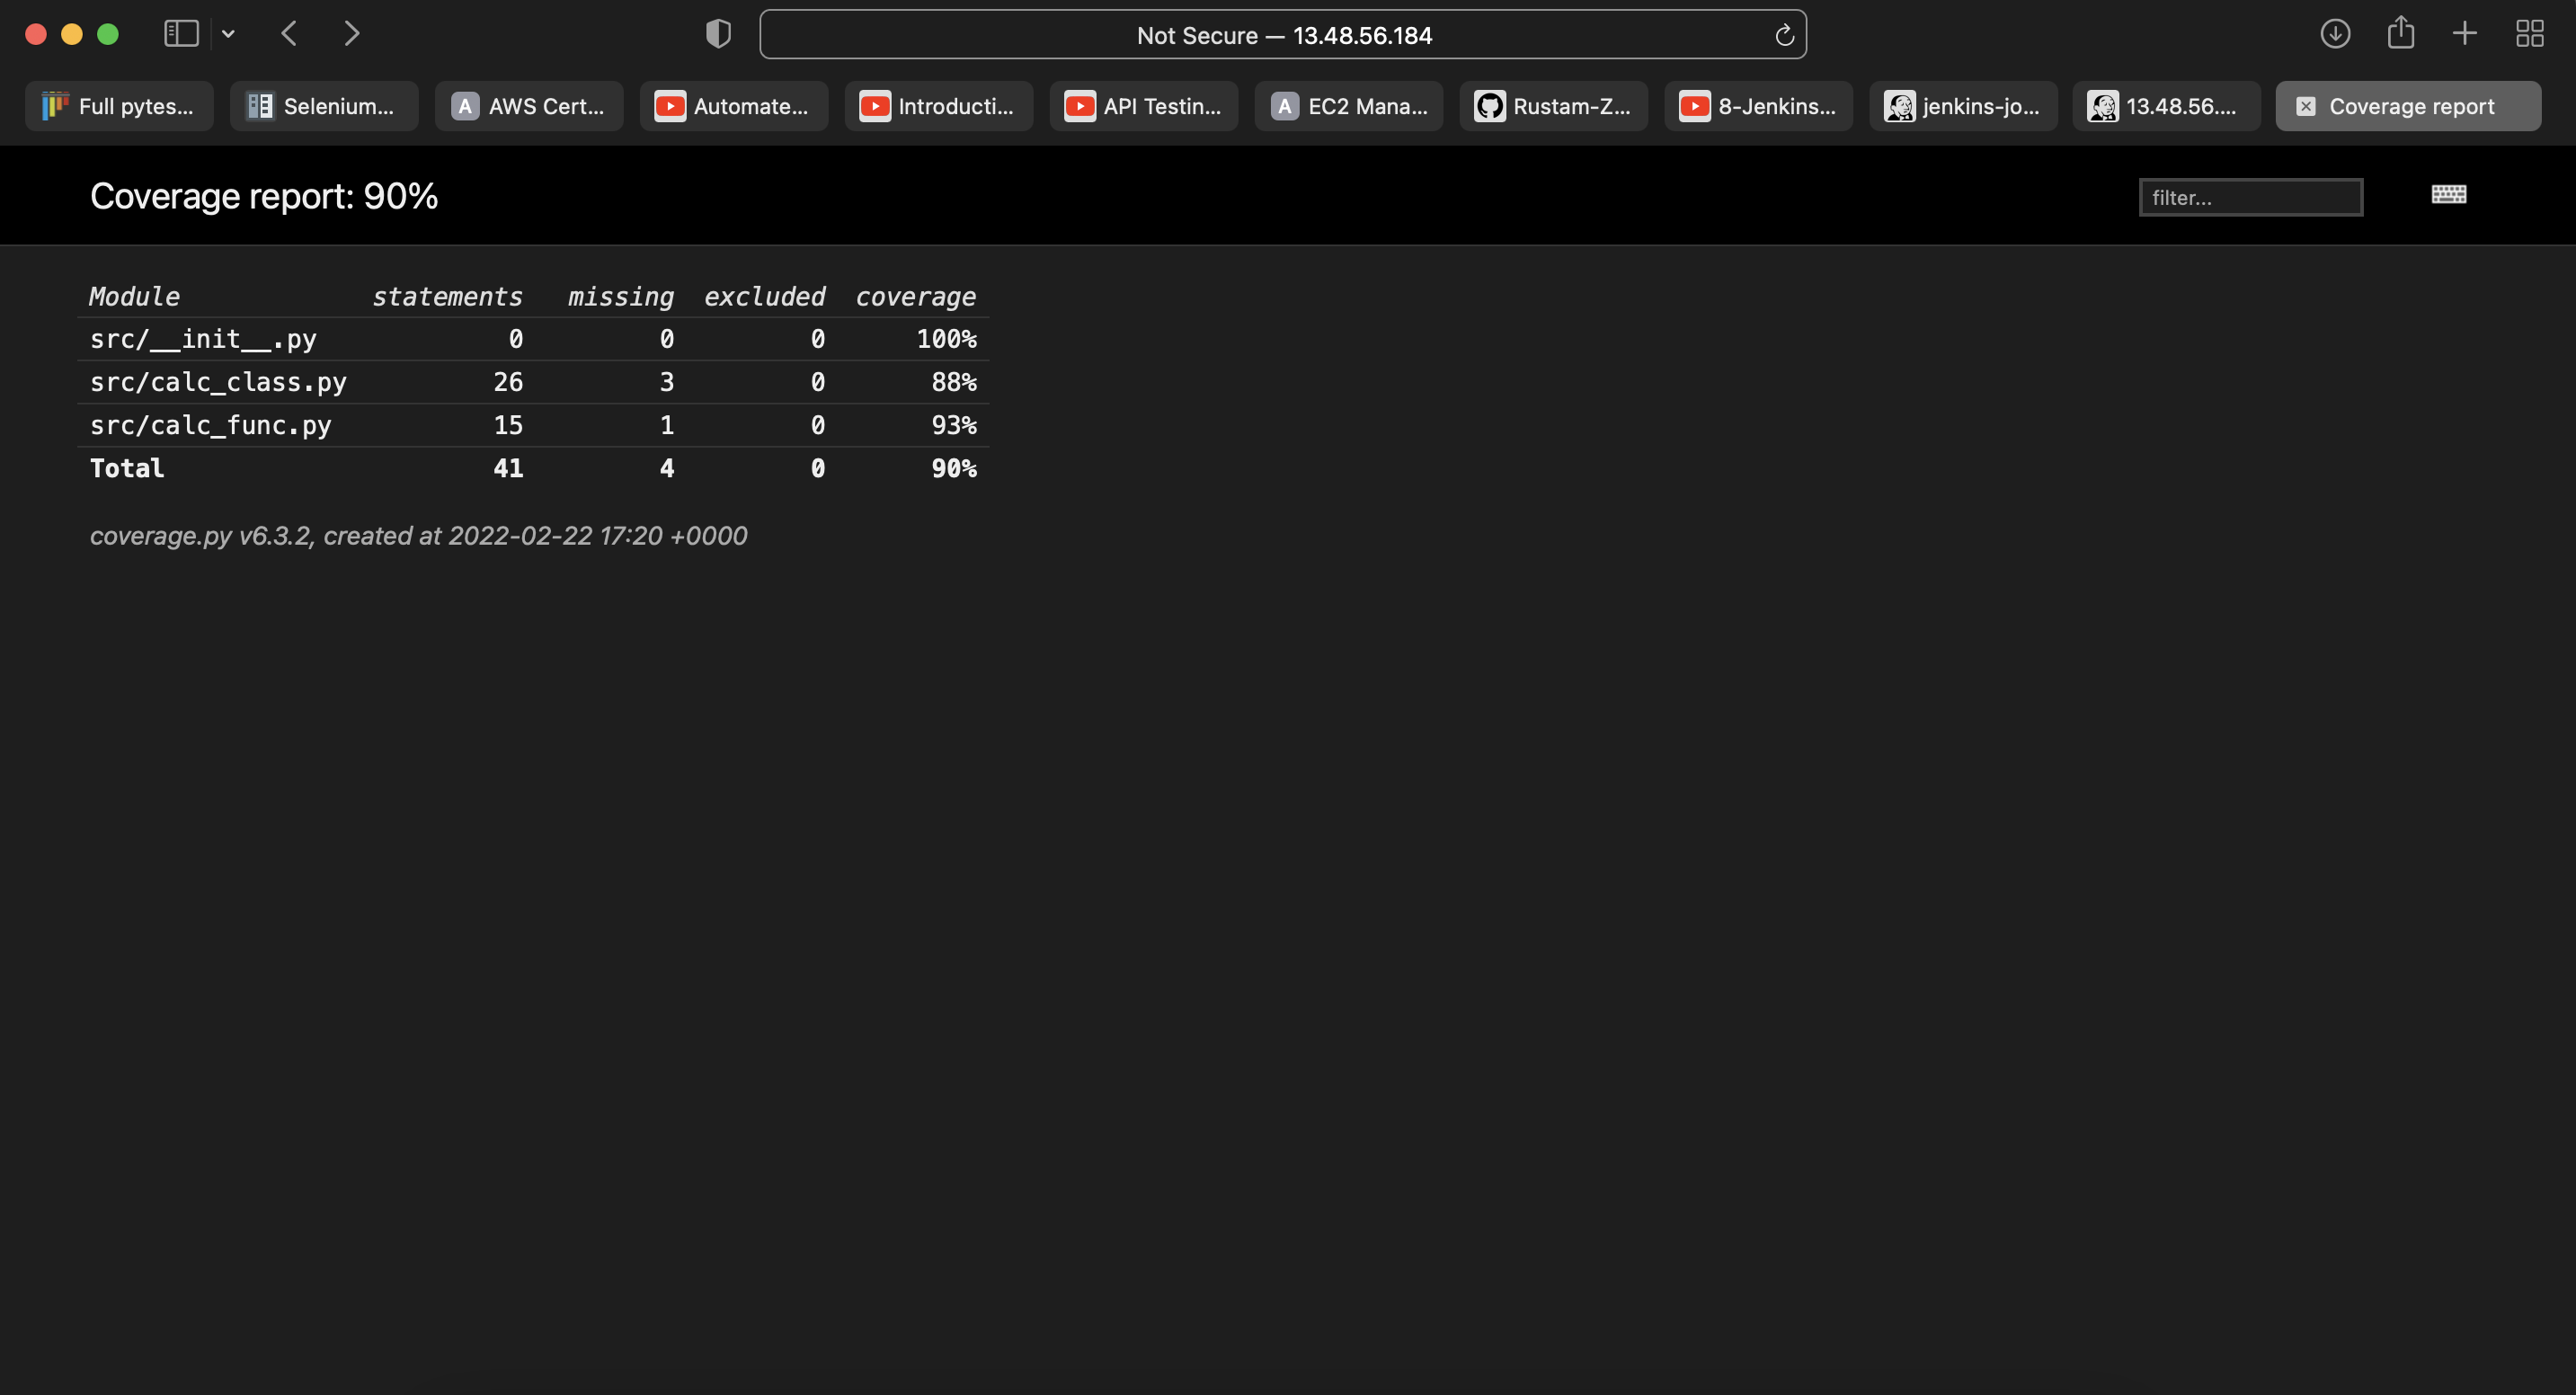 Not Secure — 13.48.56.184
Full pytes... Selenium... AWS Cert... Automate... Introducti... API Testin... EC2 Mana... Rustam-Z... 8-Jenkins... jenkins-jo... 13.48.56.... Coverage report
Coverage report: 90% filter...
Module statements missing excluded coverage
src/__init__.py 0 0 0 100%
src/calc_class.py 26 3 0 88%
src/calc_func.py 15 1 0 93%
Total 41 4 0 90%
coverage.py v6.3.2, created at 2022-02-22 17:20 +0000